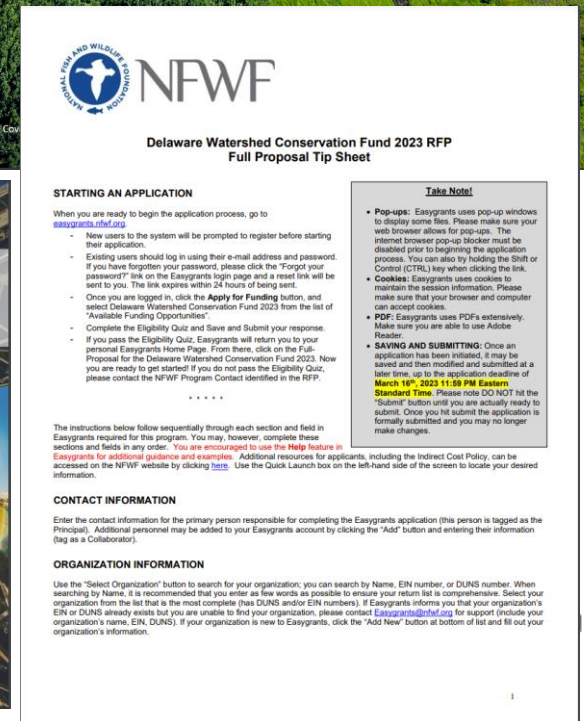 NATIONAL FISH AND WILDLIFE FOUNDATION
NFWF
Cov
Delaware Watershed Conservation Fund 2023 RFP
Full Proposal Tip Sheet
STARTING AN APPLICATION
When you are ready to begin the application process, go to
easygrants.nfwf.org.
- New users to the system will be prompted to register before starting
their application.
- Existing users should log in using their e-mail address and password.
If you have forgotten your password, please click the "Forgot your
password?" link on the Easygrants login page and a reset link will be
sent to you. The link expires within 24 hours of being sent.
- Once you are logged in, click the Apply for Funding button, and
select Delaware Watershed Conservation Fund 2023 from the list of
"Available Funding Opportunities".
- Complete the Eligibility Quiz and Save and Submit your response.
- If you pass the Eligibility Quiz, Easygrants will return you to your
personal Easygrants Home Page. From there, click on the Full-
Proposal for the Delaware Watershed Conservation Fund 2023. Now
you are ready to get started! If you do not pass the Eligibility Quiz,
please contact the NFWF Program Contact identified in the RFP.
* * * * *
Take Note!
• Pop-ups: Easygrants uses pop-up windows
to display some files. Please make sure your
web browser allows for pop-ups. The
internet browser pop-up blocker must be
disabled prior to beginning the application
process. You can also try holding the Shift or
Control (CTRL) key when clicking the link.
• Cookies: Easygrants uses cookies to
maintain the session information. Please
make sure that your browser and computer
can accept cookies.
• PDF: Easygrants uses PDFs extensively.
Make sure you are able to use Adobe
Reader.
• SAVING AND SUBMITTING: Once an
application has been initiated, it may be
saved and then modified and submitted at a
later time, up to the application deadline of
March 16th, 2023 11:59 PM Eastern
Standard Time. Please note DO NOT hit the
"Submit" button until you are actually ready to
submit. Once you hit submit the application is
formally submitted and you may no longer
make changes.
The instructions below follow sequentially through each section and field in
Easygrants required for this program. You may, however, complete these
sections and fields in any order. You are encouraged to use the Help feature in
Easygrants for additional guidance and examples. Additional resources for applicants, including the Indirect Cost Policy, can be
accessed on the NFWF website by clicking here. Use the Quick Launch box on the left-hand side of the screen to locate your desired
information.
CONTACT INFORMATION
Enter the contact information for the primary person responsible for completing the Easygrants application (this person is tagged as the
Principal). Additional personnel may be added to your Easygrants account by clicking the "Add" button and entering their information
(tag as a Collaborator).
ORGANIZATION INFORMATION
Use the "Select Organization" button to search for your organization; you can search by Name, EIN number, or DUNS number. When
searching by Name, it is recommended that you enter as few words as possible to ensure your return list is comprehensive. Select your
organization from the list that is the most complete (has DUNS and/or EIN numbers). If Easygrants informs you that your organization's
EIN or DUNS already exists but you are unable to find your organization, please contact Easygrants@nfwf.org for support (include your
organization's name, EIN, DUNS). If your organization is new to Easygrants, click the "Add New" button at bottom of list and fill out your
organization's information.
1